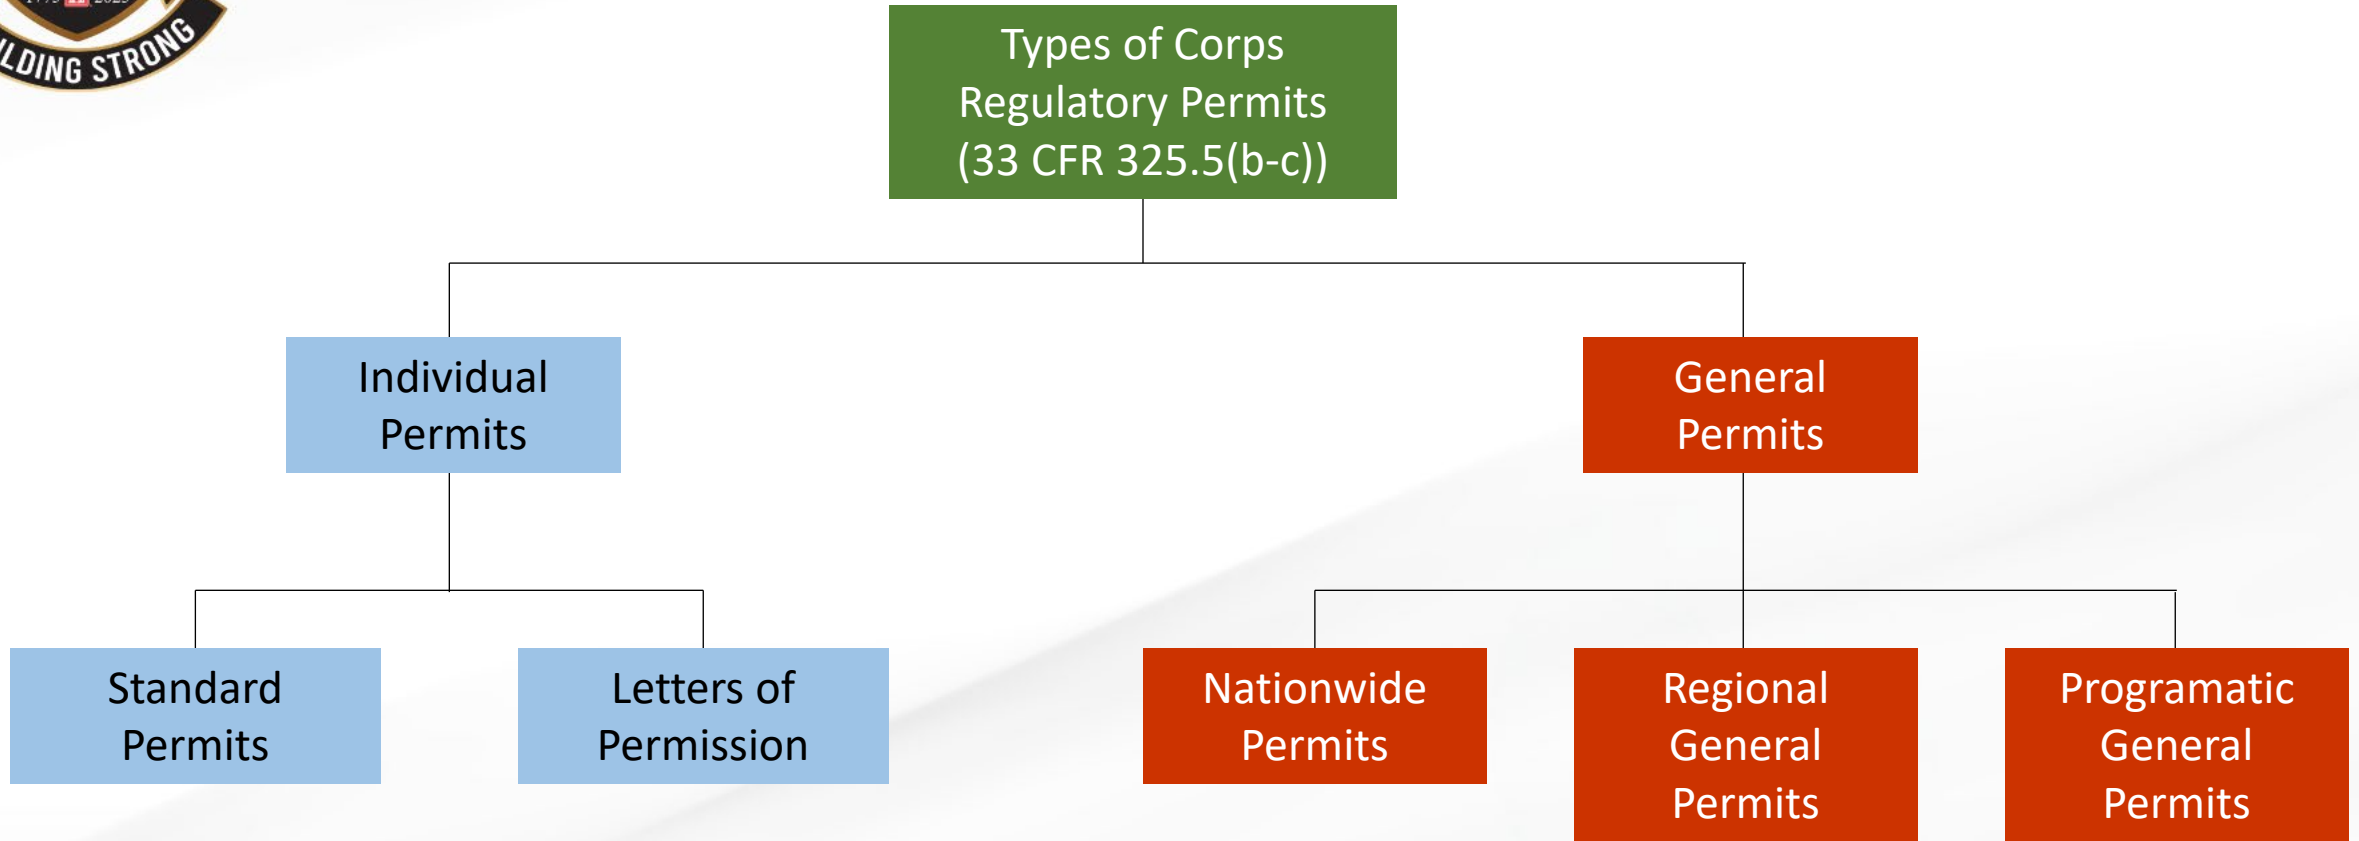 LDING STRONG
Types of Corps
Regulatory Permits
(33 CFR 325.5(b-c))
Individual
Permits
General
Permits
Standard
Permits
Letters of
Permission
Nationwide
Permits
Regional
General
Permits
Programatic
General
Permits